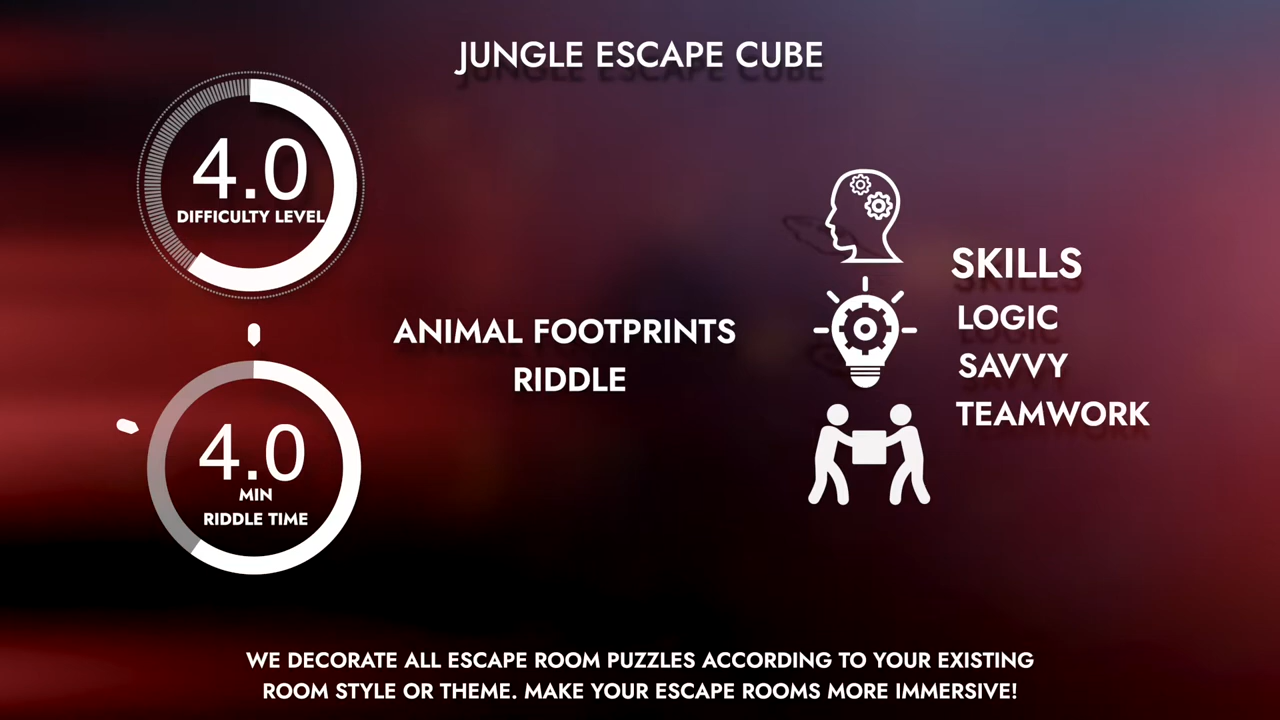 JUNGLE ESCAPE CUBE
4.0
DIFFICULTY LEVEL
4.0
MIN
RIDDLE TIME
ANIMAL FOOTPRINTS
RIDDLE
SKILLS
LOGIC
SAVVY
TEAMWORK
WE DECORATE ALL ESCAPE ROOM PUZZLES ACCORDING TO YOUR EXISTING
ROOM STYLE OR THEME. MAKE YOUR ESCAPE ROOMS MORE IMMERSIVE!